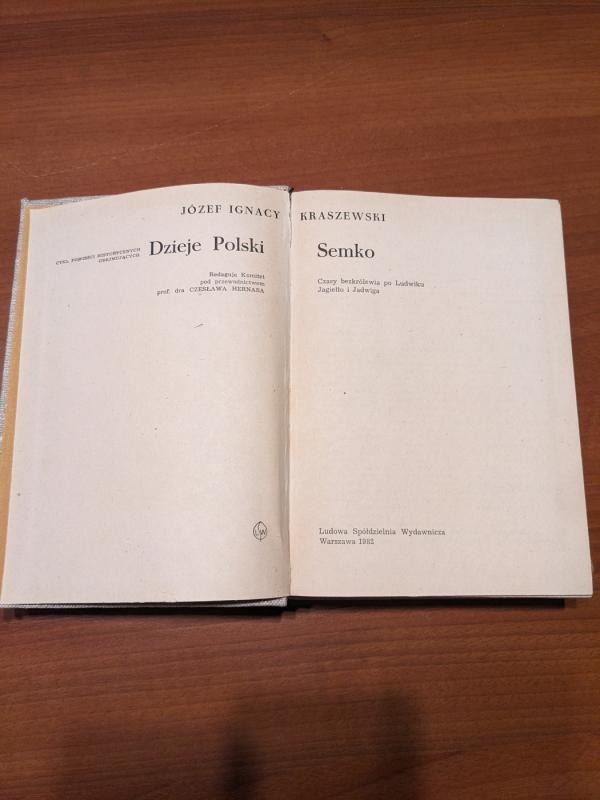 JÓZEF IGNACY KRASZEWSKI
CYKL POWIEŚCI HISTORYCZNYCH
OBEJMUJĄCYCH
Dzieje Polski
Redaguje Komitet
pod przewodnictwem
prof. dra CZESŁAWA HERNASA
LSW
Semko
Czasy bezkrólewia po Ludwiku
Jagiełło i Jadwiga
Ludowa Spółdzielnia Wydawnicza
Warszawa 1982